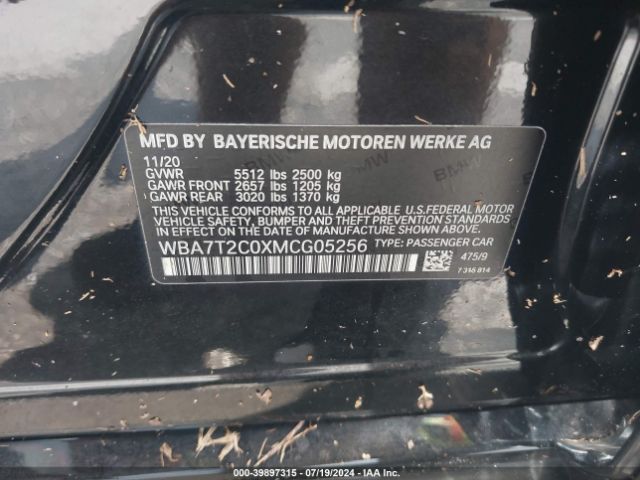 MFD BY BAYERISCHE MOTOREN WERKE AG
11/20
GVWR 5512 lbs 2500 kg
GAWR FRONT 2657 lbs 1205 kg
GAWR REAR 3020 lbs 1370 kg
THIS VEHICLE CONFORMS TO ALL APPLICABLE U.S.FEDERAL MOTOR
VEHICLE SAFETY, BUMPER, AND THEFT PREVENTION STANDARDS
IN EFFECT ON THE DATE OF MANUFACTURE SHOWN ABOVE.
WBA7T2C0XMCG05256 TYPE: PASSENGER CAR
475/9
7 316 814
000-39897315 - 07/19/2024 - IAA Inc.